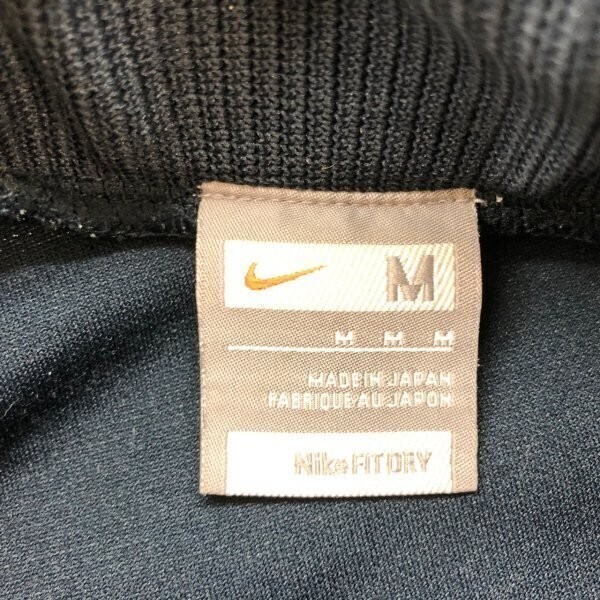 M
M M M
MADE IN JAPAN
FABRIQUE AU JAPON
Nike FIT DRY